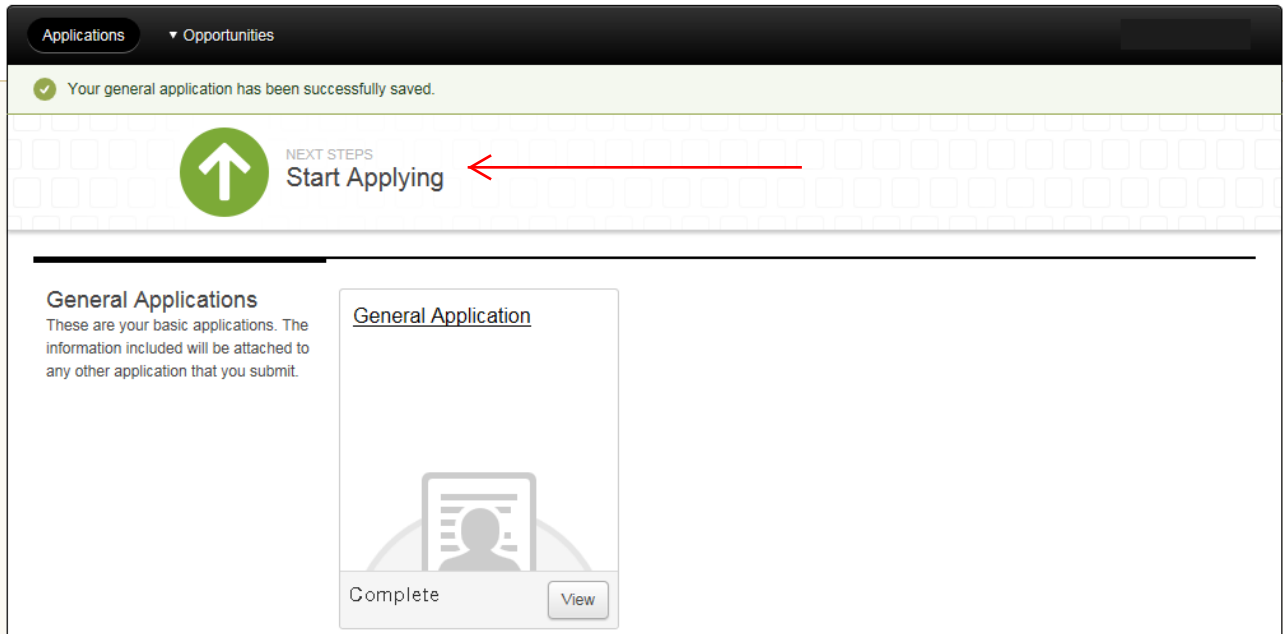 Applications ▼ Opportunities
Your general application has been successfully saved.
NEXT STEPS
Start Applying
General Applications
These are your basic applications. The
information included will be attached to
any other application that you submit.
General Application
Complete
View